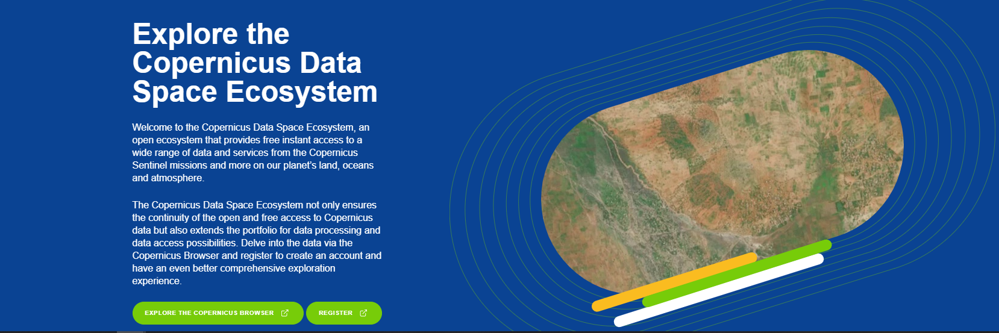 Explore the
Copernicus Data
Space Ecosystem
Welcome to the Copernicus Data Space Ecosystem, an
open ecosystem that provides free instant access to a
wide range of data and services from the Copernicus
Sentinel missions and more on our planet’s land, oceans
and atmosphere.
The Copernicus Data Space Ecosystem not only ensures
the continuity of the open and free access to Copernicus
data but also extends the portfolio for data processing and
data access possibilities. Delve into the data via the
Copernicus Browser and register to create an account and
have an even better comprehensive exploration
experience.
EXPLORE THE COPERNICUS BROWSER
REGISTER